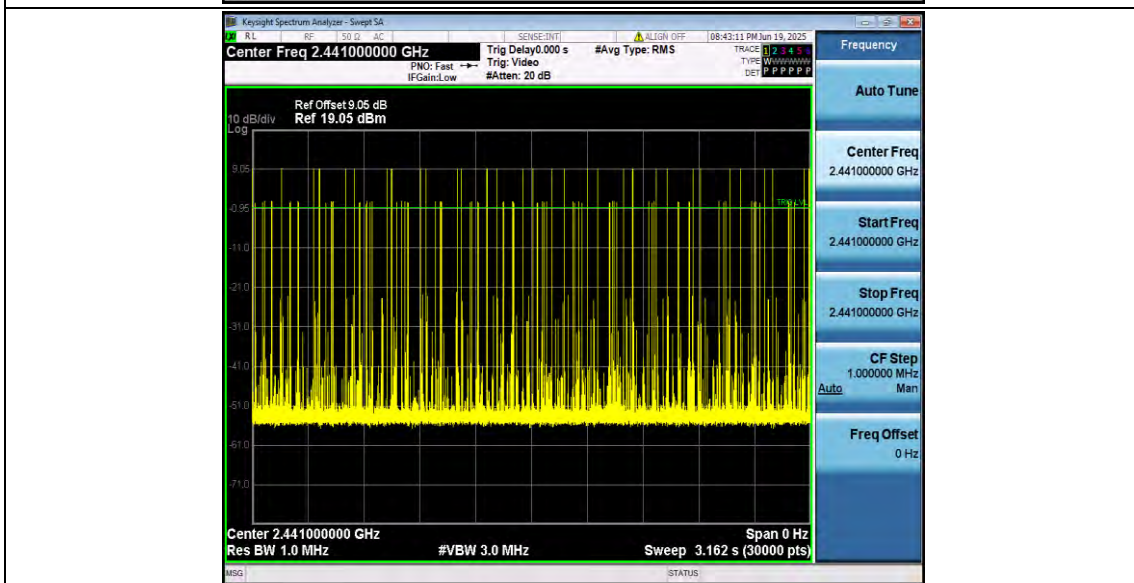 Keysight Spectrum Analyzer - Swept SA
RL RF 50 Ω AC SENSE:INT ALIGN OFF 08:43:11 PM Jun 19, 2025
Center Freq 2.441000000 GHz
PNO: Fast
IFGain:Low
Trig Delay0.000 s
Trig: Video
#Atten: 20 dB
#Avg Type: RMS
TRACE 1 2 3 4 5 6
TYPE WWWWWW
DET P P P P P P
Ref Offset 9.05 dB
10 dB/div Ref 19.05 dBm
Log
9.05
-0.95
TRIG LVL
-11.0
-21.0
-31.0
-41.0
-51.0
-61.0
-71.0
Center 2.441000000 GHz Span 0 Hz
Res BW 1.0 MHz #VBW 3.0 MHz Sweep 3.162 s (30000 pts)
MSG STATUS
Frequency
Auto Tune
Center Freq
2.441000000 GHz
Start Freq
2.441000000 GHz
Stop Freq
2.441000000 GHz
CF Step
1.000000 MHz
Auto Man
Freq Offset
0 Hz